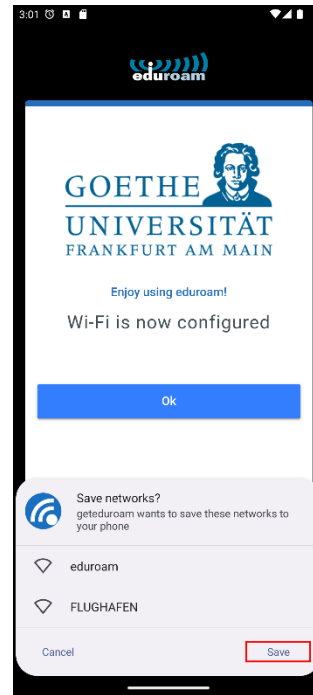 3:01
eduroam
GOETHE
UNIVERSITÄT
FRANKFURT AM MAIN
Enjoy using eduroam!
Wi-Fi is now configured
Ok
Save networks?
geteduroam wants to save these networks to
your phone
eduroam
FLUGHAFEN
Cancel
Save